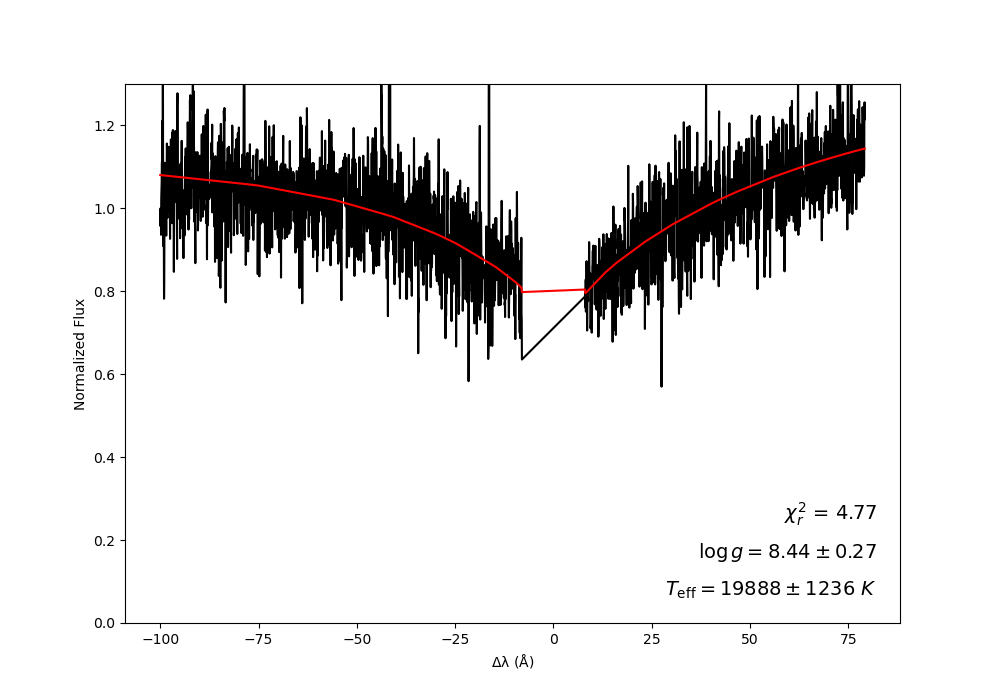 1.2
1.0
0.8
0.6
0.4
0.2
0.0
Normalized Flux
χ²ᵣ = 4.77
log g = 8.44 ± 0.27
T_eff = 19888 ± 1236 K
−100 −75 −50 −25 0 25 50 75
Δλ (Å)